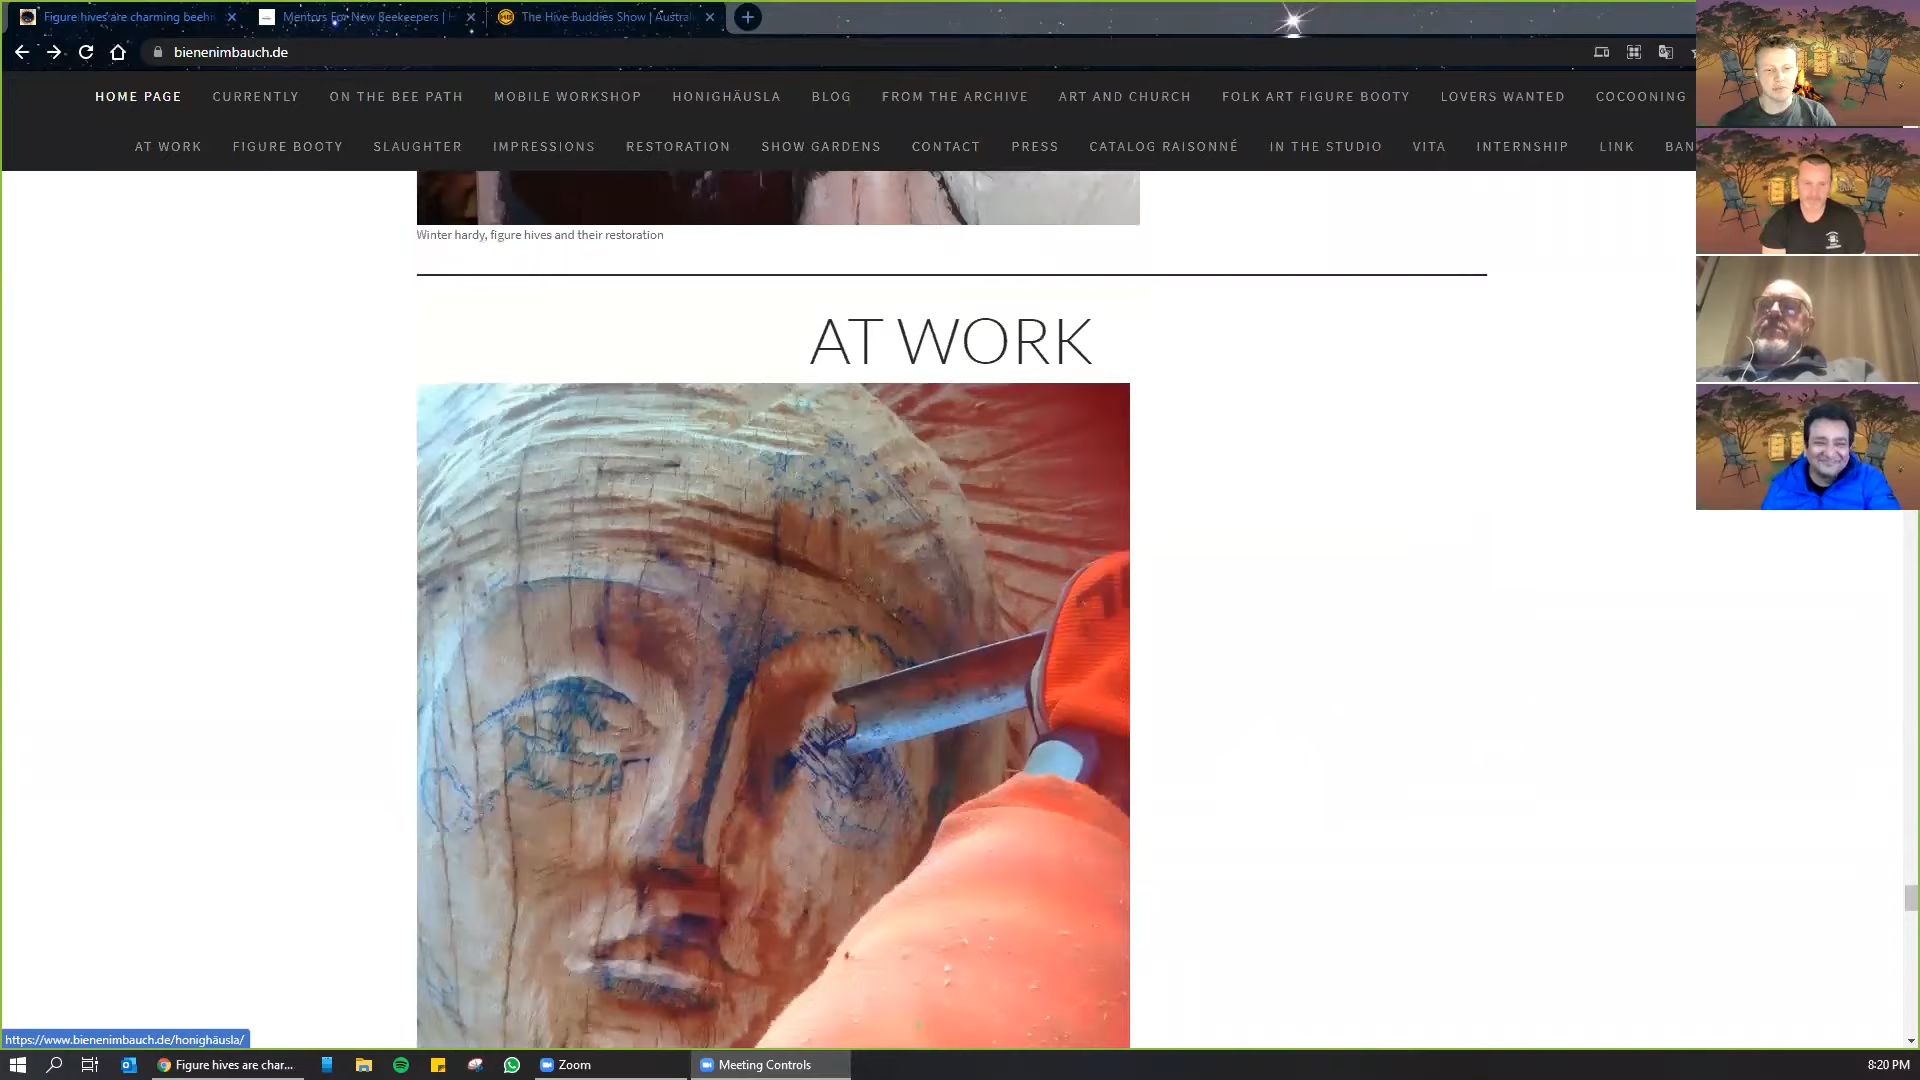 Figure hives are charming beehi
Mentors For New Beekeepers | H
The Hive Buddies Show | Austral
bienenimbauch.de
HOME PAGE CURRENTLY ON THE BEE PATH MOBILE WORKSHOP HONIGHÄUSLA BLOG FROM THE ARCHIVE ART AND CHURCH FOLK ART FIGURE BOOTY LOVERS WANTED COCOONING
AT WORK FIGURE BOOTY SLAUGHTER IMPRESSIONS RESTORATION SHOW GARDENS CONTACT PRESS CATALOG RAISONNÉ IN THE STUDIO VITA INTERNSHIP LINK BAN
Winter hardy, figure hives and their restoration
AT WORK
https://www.bienenimbauch.de/honighäusla/
Figure hives are char...
Zoom
Meeting Controls
8:20 PM